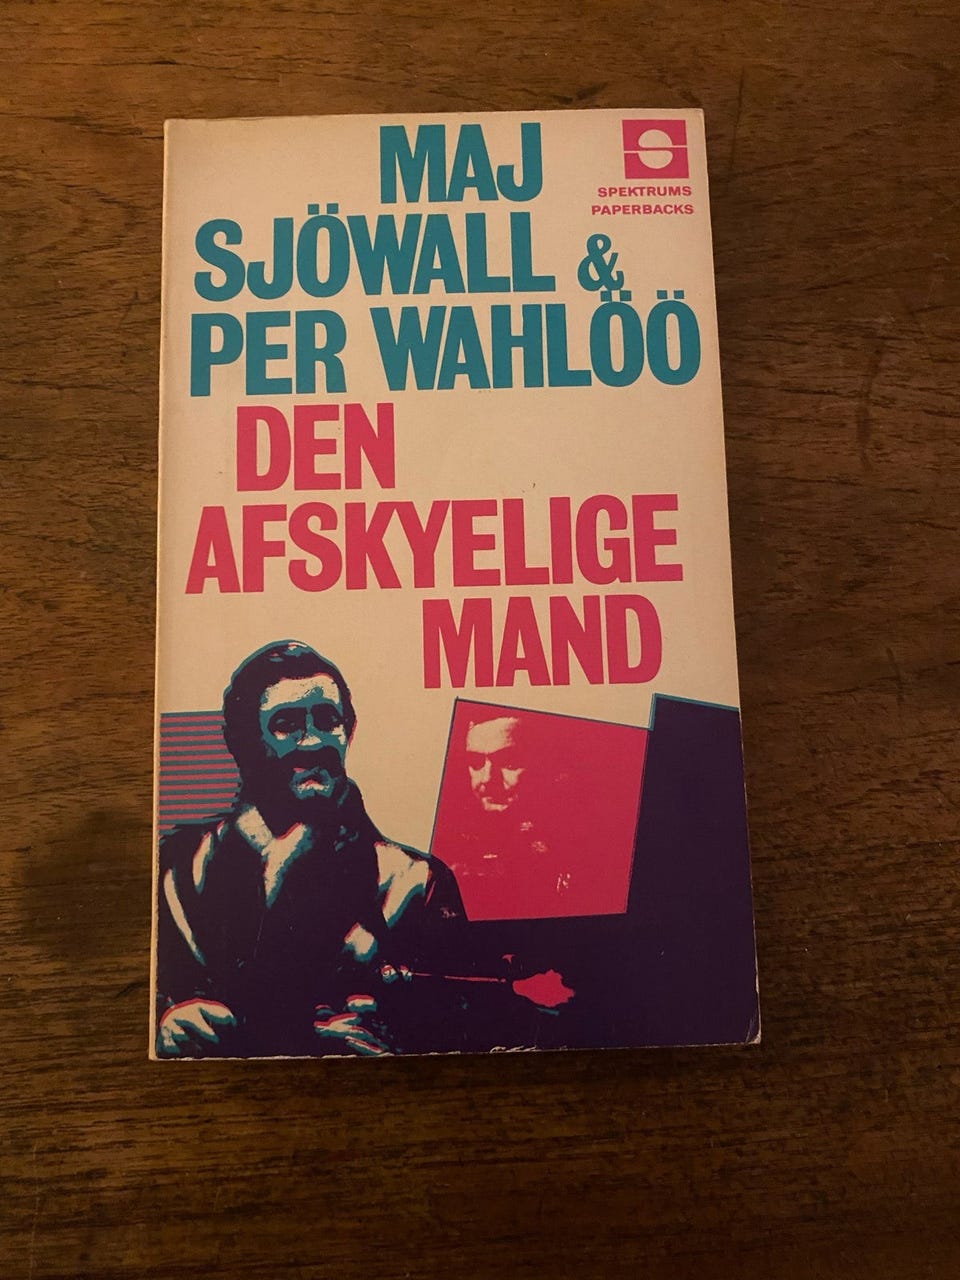 MAJ
SJÖWALL &
PER WAHLÖÖ
DEN
AFSKYELIGE
MAND
SPEKTRUMS
PAPERBACKS